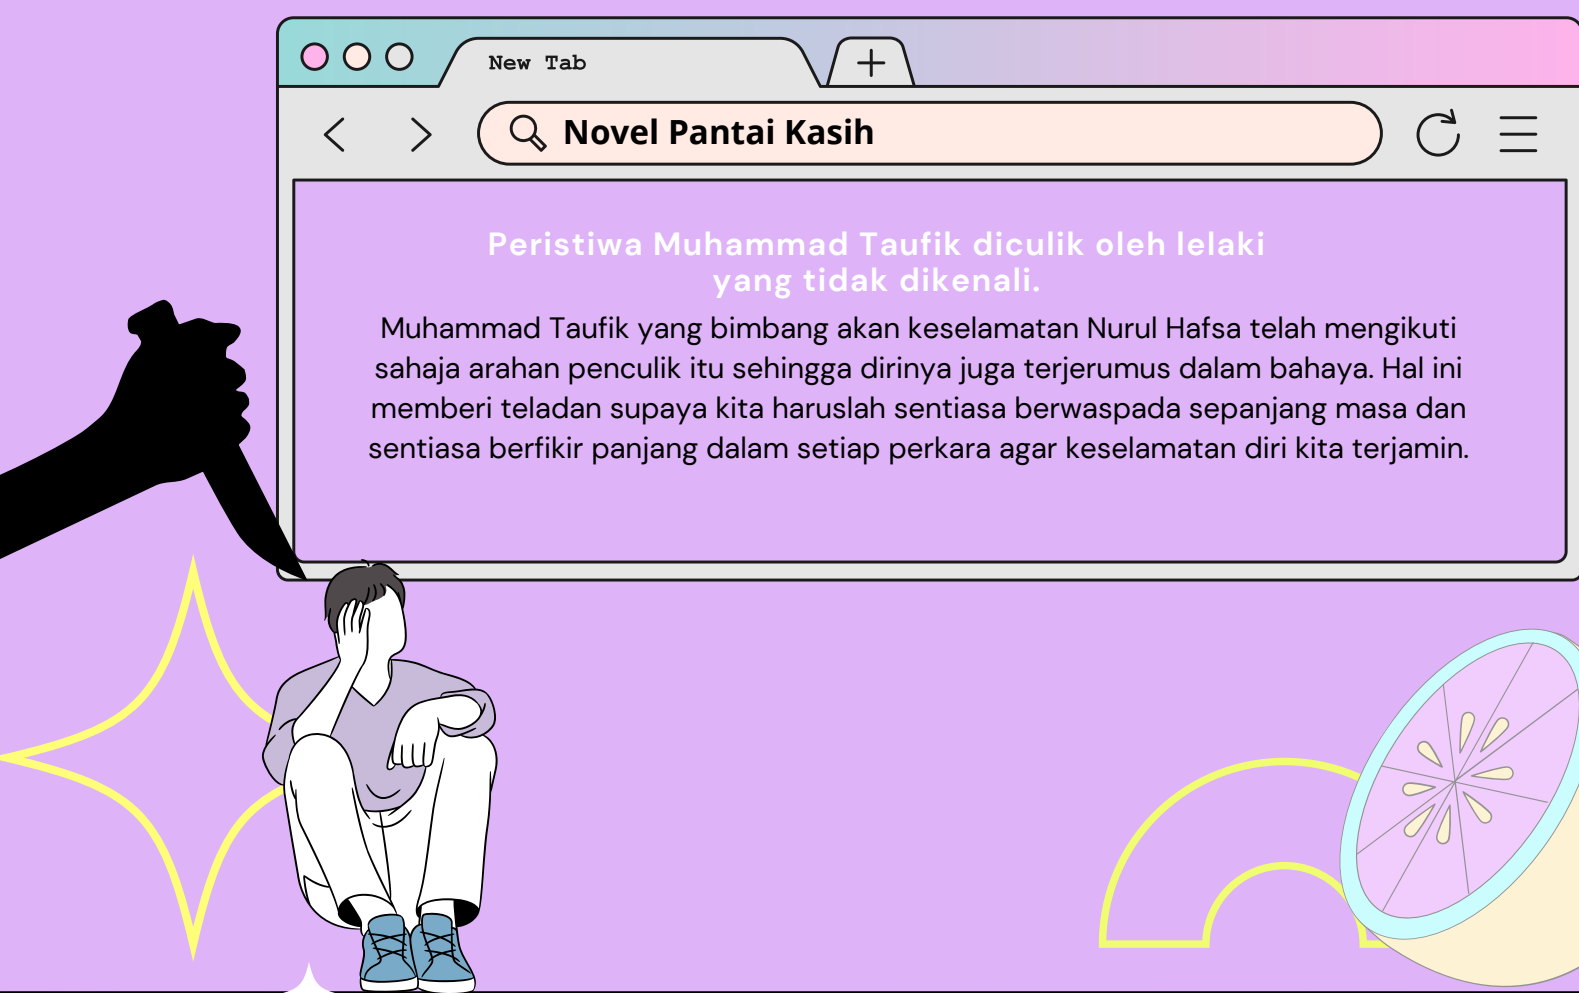 New Tab
Novel Pantai Kasih
Peristiwa Muhammad Taufik diculik oleh lelaki
yang tidak dikenali.
Muhammad Taufik yang bimbang akan keselamatan Nurul Hafsa telah mengikuti
sahaja arahan penculik itu sehingga dirinya juga terjerumus dalam bahaya. Hal ini
memberi teladan supaya kita haruslah sentiasa berwaspada sepanjang masa dan
sentiasa berfikir panjang dalam setiap perkara agar keselamatan diri kita terjamin.